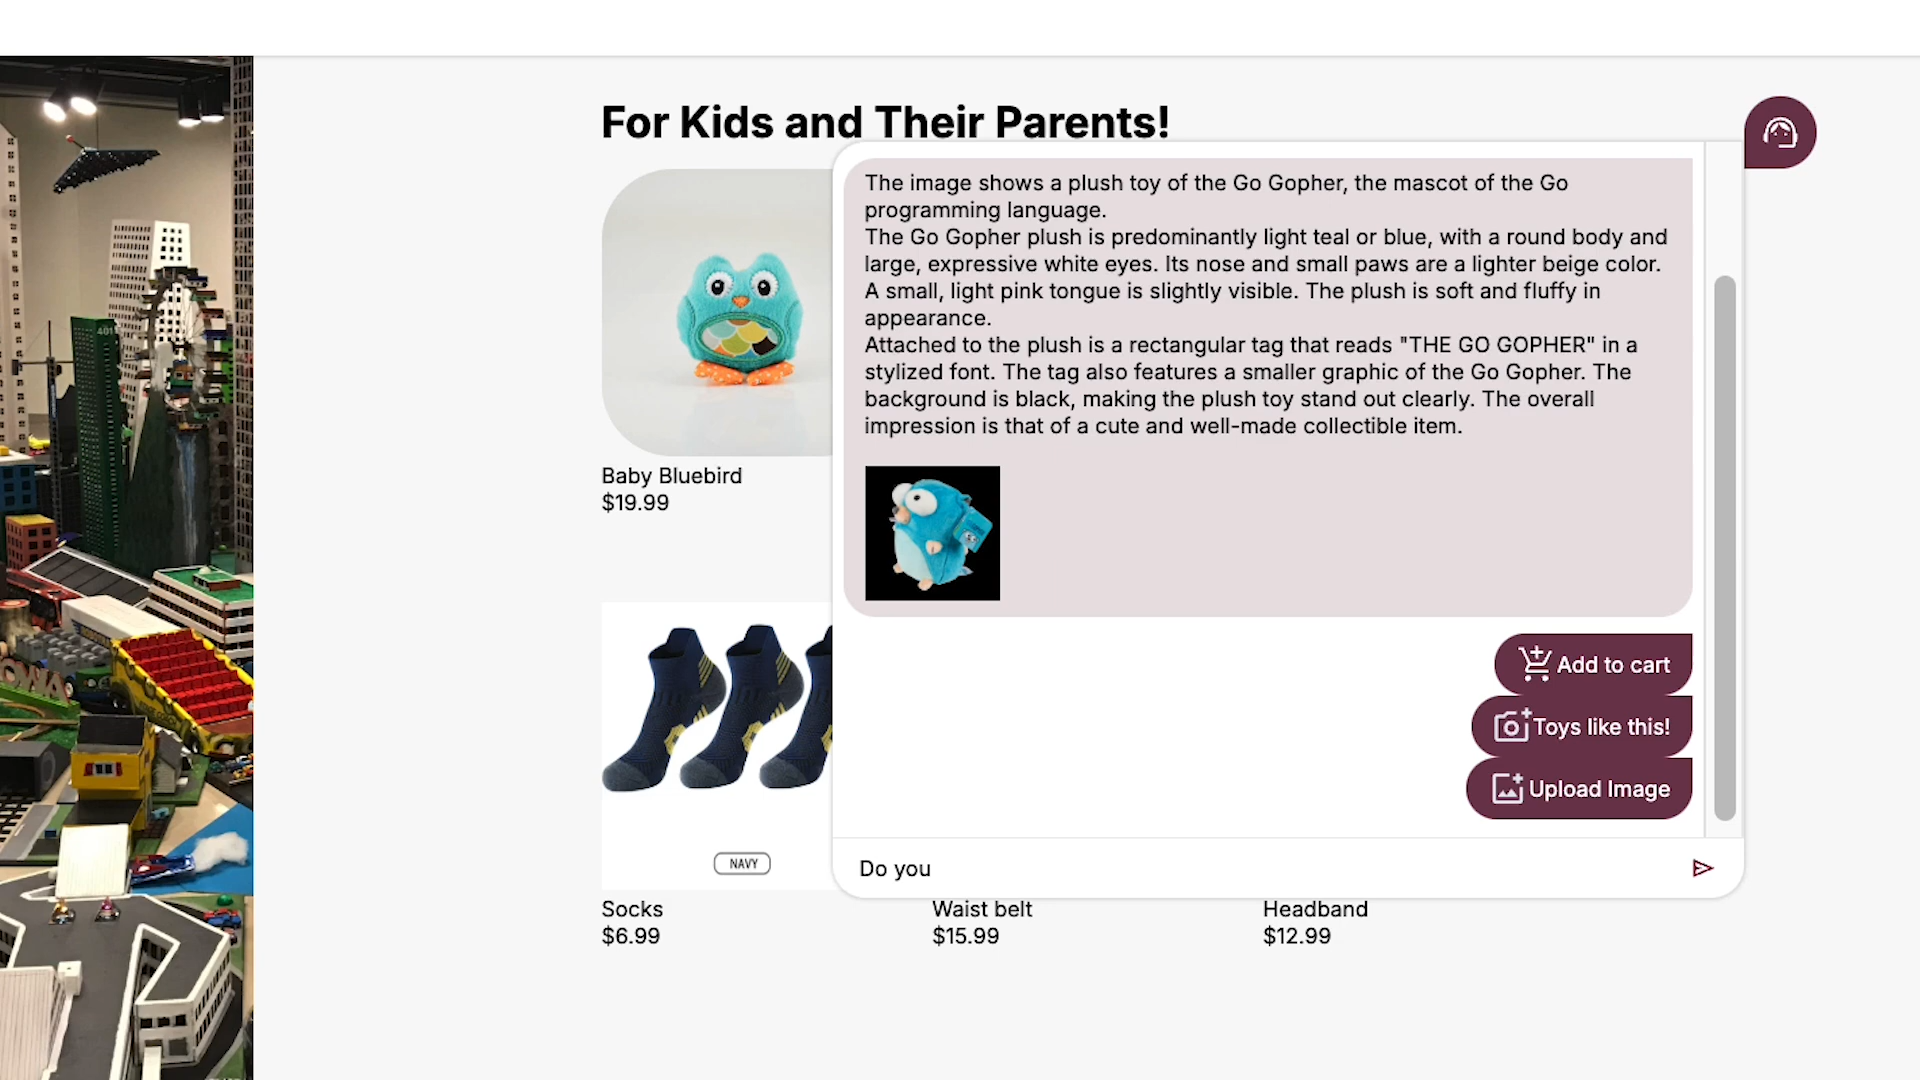 For Kids and Their Parents!
The image shows a plush toy of the Go Gopher, the mascot of the Go
programming language.
The Go Gopher plush is predominantly light teal or blue, with a round body and
large, expressive white eyes. Its nose and small paws are a lighter beige color.
A small, light pink tongue is slightly visible. The plush is soft and fluffy in
appearance.
Attached to the plush is a rectangular tag that reads "THE GO GOPHER" in a
stylized font. The tag also features a smaller graphic of the Go Gopher. The
background is black, making the plush toy stand out clearly. The overall
impression is that of a cute and well-made collectible item.
Baby Bluebird
$19.99
Add to cart
Toys like this!
Upload Image
Do you
NAVY
Socks
$6.99
Waist belt
$15.99
Headband
$12.99
401